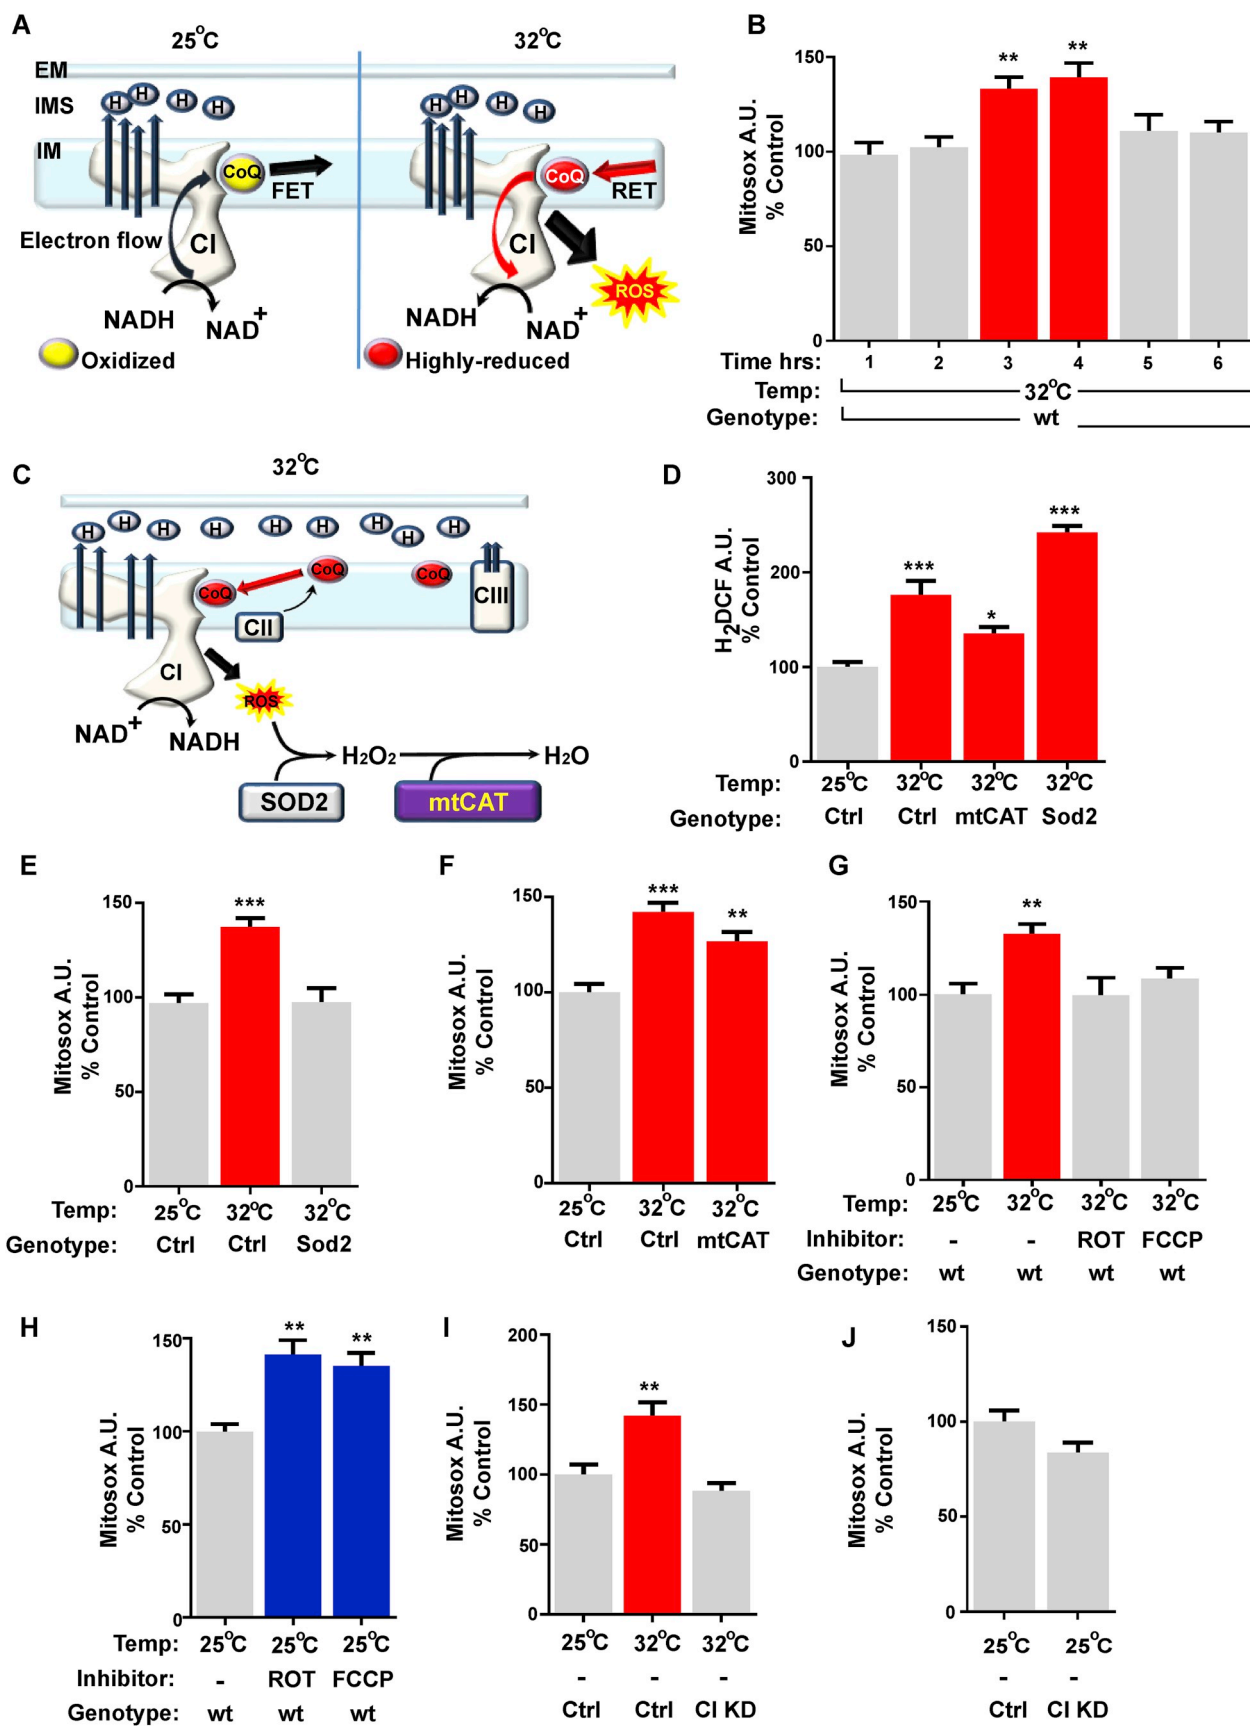 A
25°C
32°C
EM
IMS
H H H H
H H H H
IM
CoQ
FET
CoQ
RET
Electron flow
CI
CI
ROS
NADH
NAD+
NADH
NAD+
Oxidized
Highly-reduced
B
Mitosox A.U.
% Control
150
100
50
0
** **
Time hrs: 1 2 3 4 5 6
Temp: 32°C
Genotype: wt
C
32°C
H H H H H H H H H
CoQ CoQ CoQ
CII
CIII
CI
ROS
NAD+
NADH
H2O2
H2O
SOD2
mtCAT
D
H2DCF A.U.
% Control
300
200
100
0
*** * ***
Temp: 25°C 32°C 32°C 32°C
Genotype: Ctrl Ctrl mtCAT Sod2
E
Mitosox A.U.
% Control
150
100
50
0
***
Temp: 25°C 32°C 32°C
Genotype: Ctrl Ctrl Sod2
F
Mitosox A.U.
% Control
150
100
50
0
*** **
25°C 32°C 32°C
Ctrl Ctrl mtCAT
G
Mitosox A.U.
% Control
150
100
50
0
**
Temp: 25°C 32°C 32°C 32°C
Inhibitor: - - ROT FCCP
Genotype: wt wt wt wt
H
Mitosox A.U.
% Control
150
100
50
0
** **
Temp: 25°C 25°C 25°C
Inhibitor: - ROT FCCP
Genotype: wt wt wt
I
Mitosox A.U.
% Control
200
150
100
50
0
**
25°C 32°C 32°C
- - -
Ctrl Ctrl CI KD
J
Mitosox A.U.
% Control
150
100
50
0
25°C 25°C
- -
Ctrl CI KD